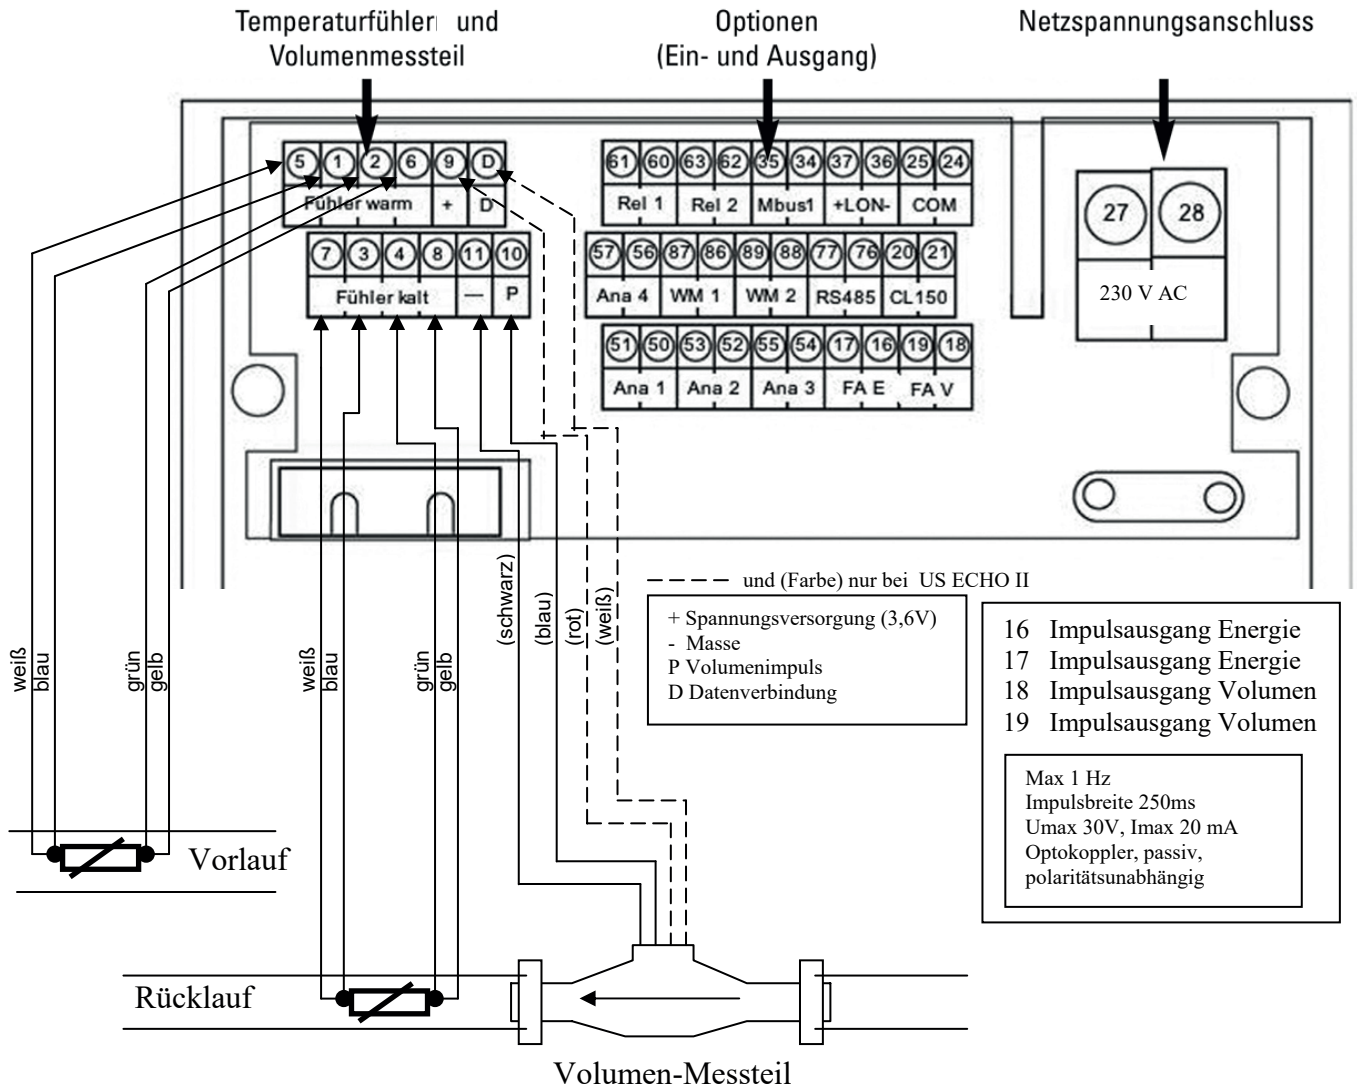 Temperaturfühler und
Volumenmessteil
Optionen
(Ein- und Ausgang)
Netzspannungsanschluss
5 1 2 6 9 D
Fühler warm + D
7 3 4 8 11 10
Fühler kalt — P
61 60 63 62 35 34 37 36 25 24
Rel 1 Rel 2 Mbus1 +LON- COM
57 56 87 86 89 88 77 76 20 21
Ana 4 WM 1 WM 2 RS485 CL150
51 50 53 52 55 54 17 16 19 18
Ana 1 Ana 2 Ana 3 FA E FA V
27 28
230 V AC
weiß
blau
grün
gelb
weiß
blau
grün
gelb
(schwarz)
(blau)
(rot)
(weiß)
und (Farbe) nur bei US ECHO II
+ Spannungsversorgung (3,6V)
- Masse
P Volumenimpuls
D Datenverbindung
16 Impulsausgang Energie
17 Impulsausgang Energie
18 Impulsausgang Volumen
19 Impulsausgang Volumen
Max 1 Hz
Impulsbreite 250ms
Umax 30V, Imax 20 mA
Optokoppler, passiv,
polaritätsunabhängig
Vorlauf
Rücklauf
Volumen-Messteil